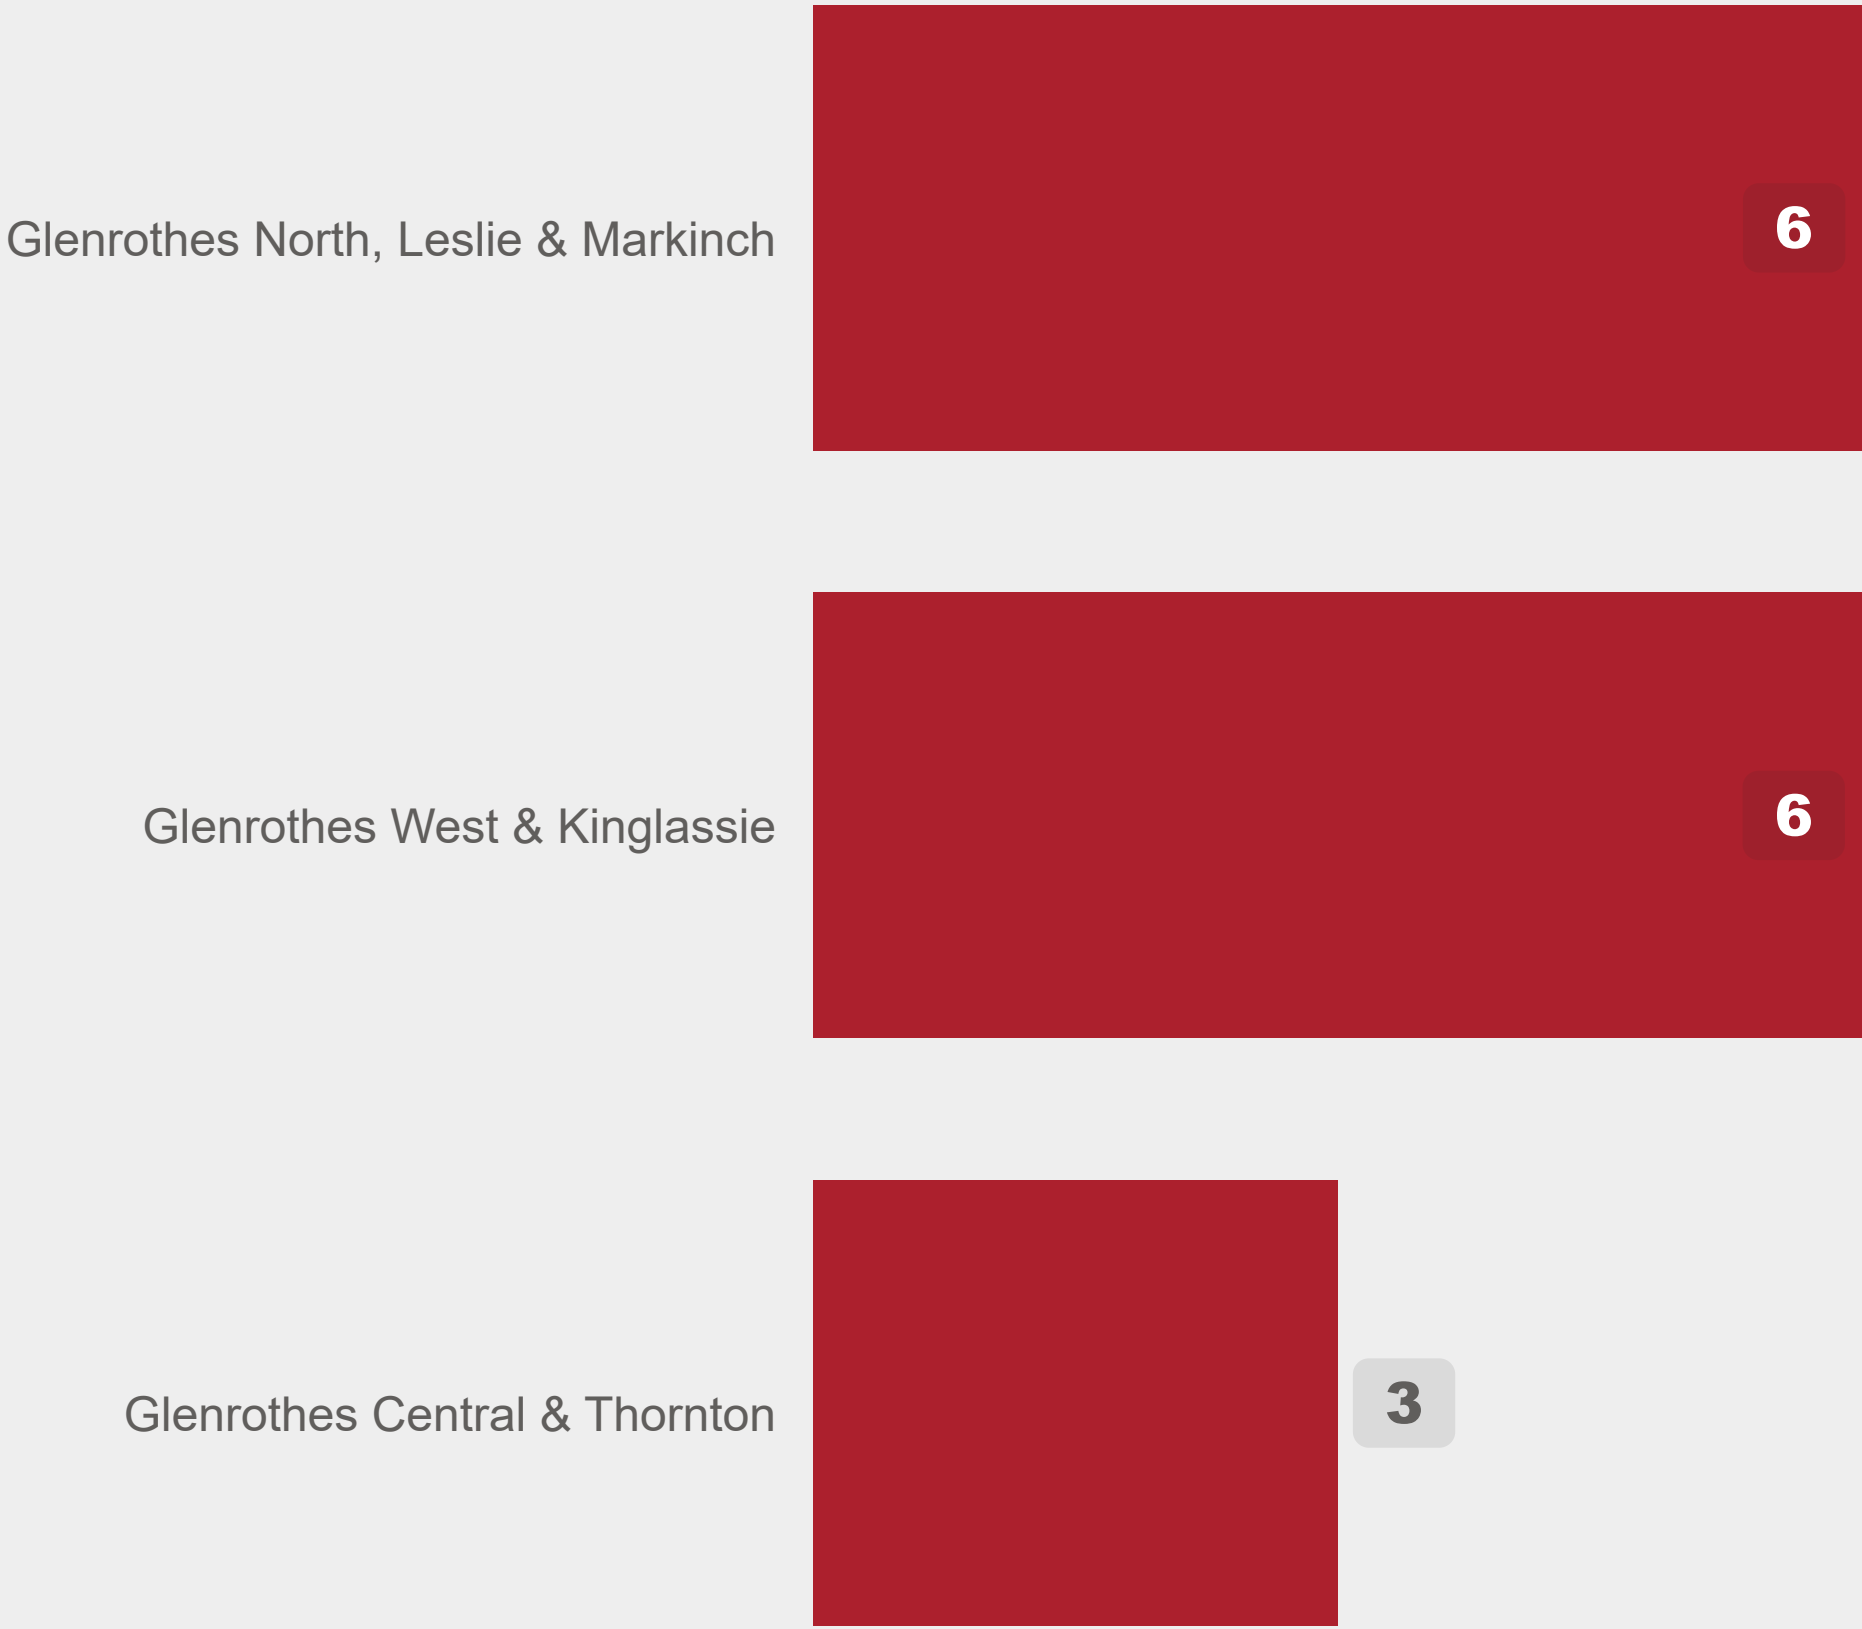 Glenrothes North, Leslie & Markinch 6
Glenrothes West & Kinglassie 6
Glenrothes Central & Thornton 3